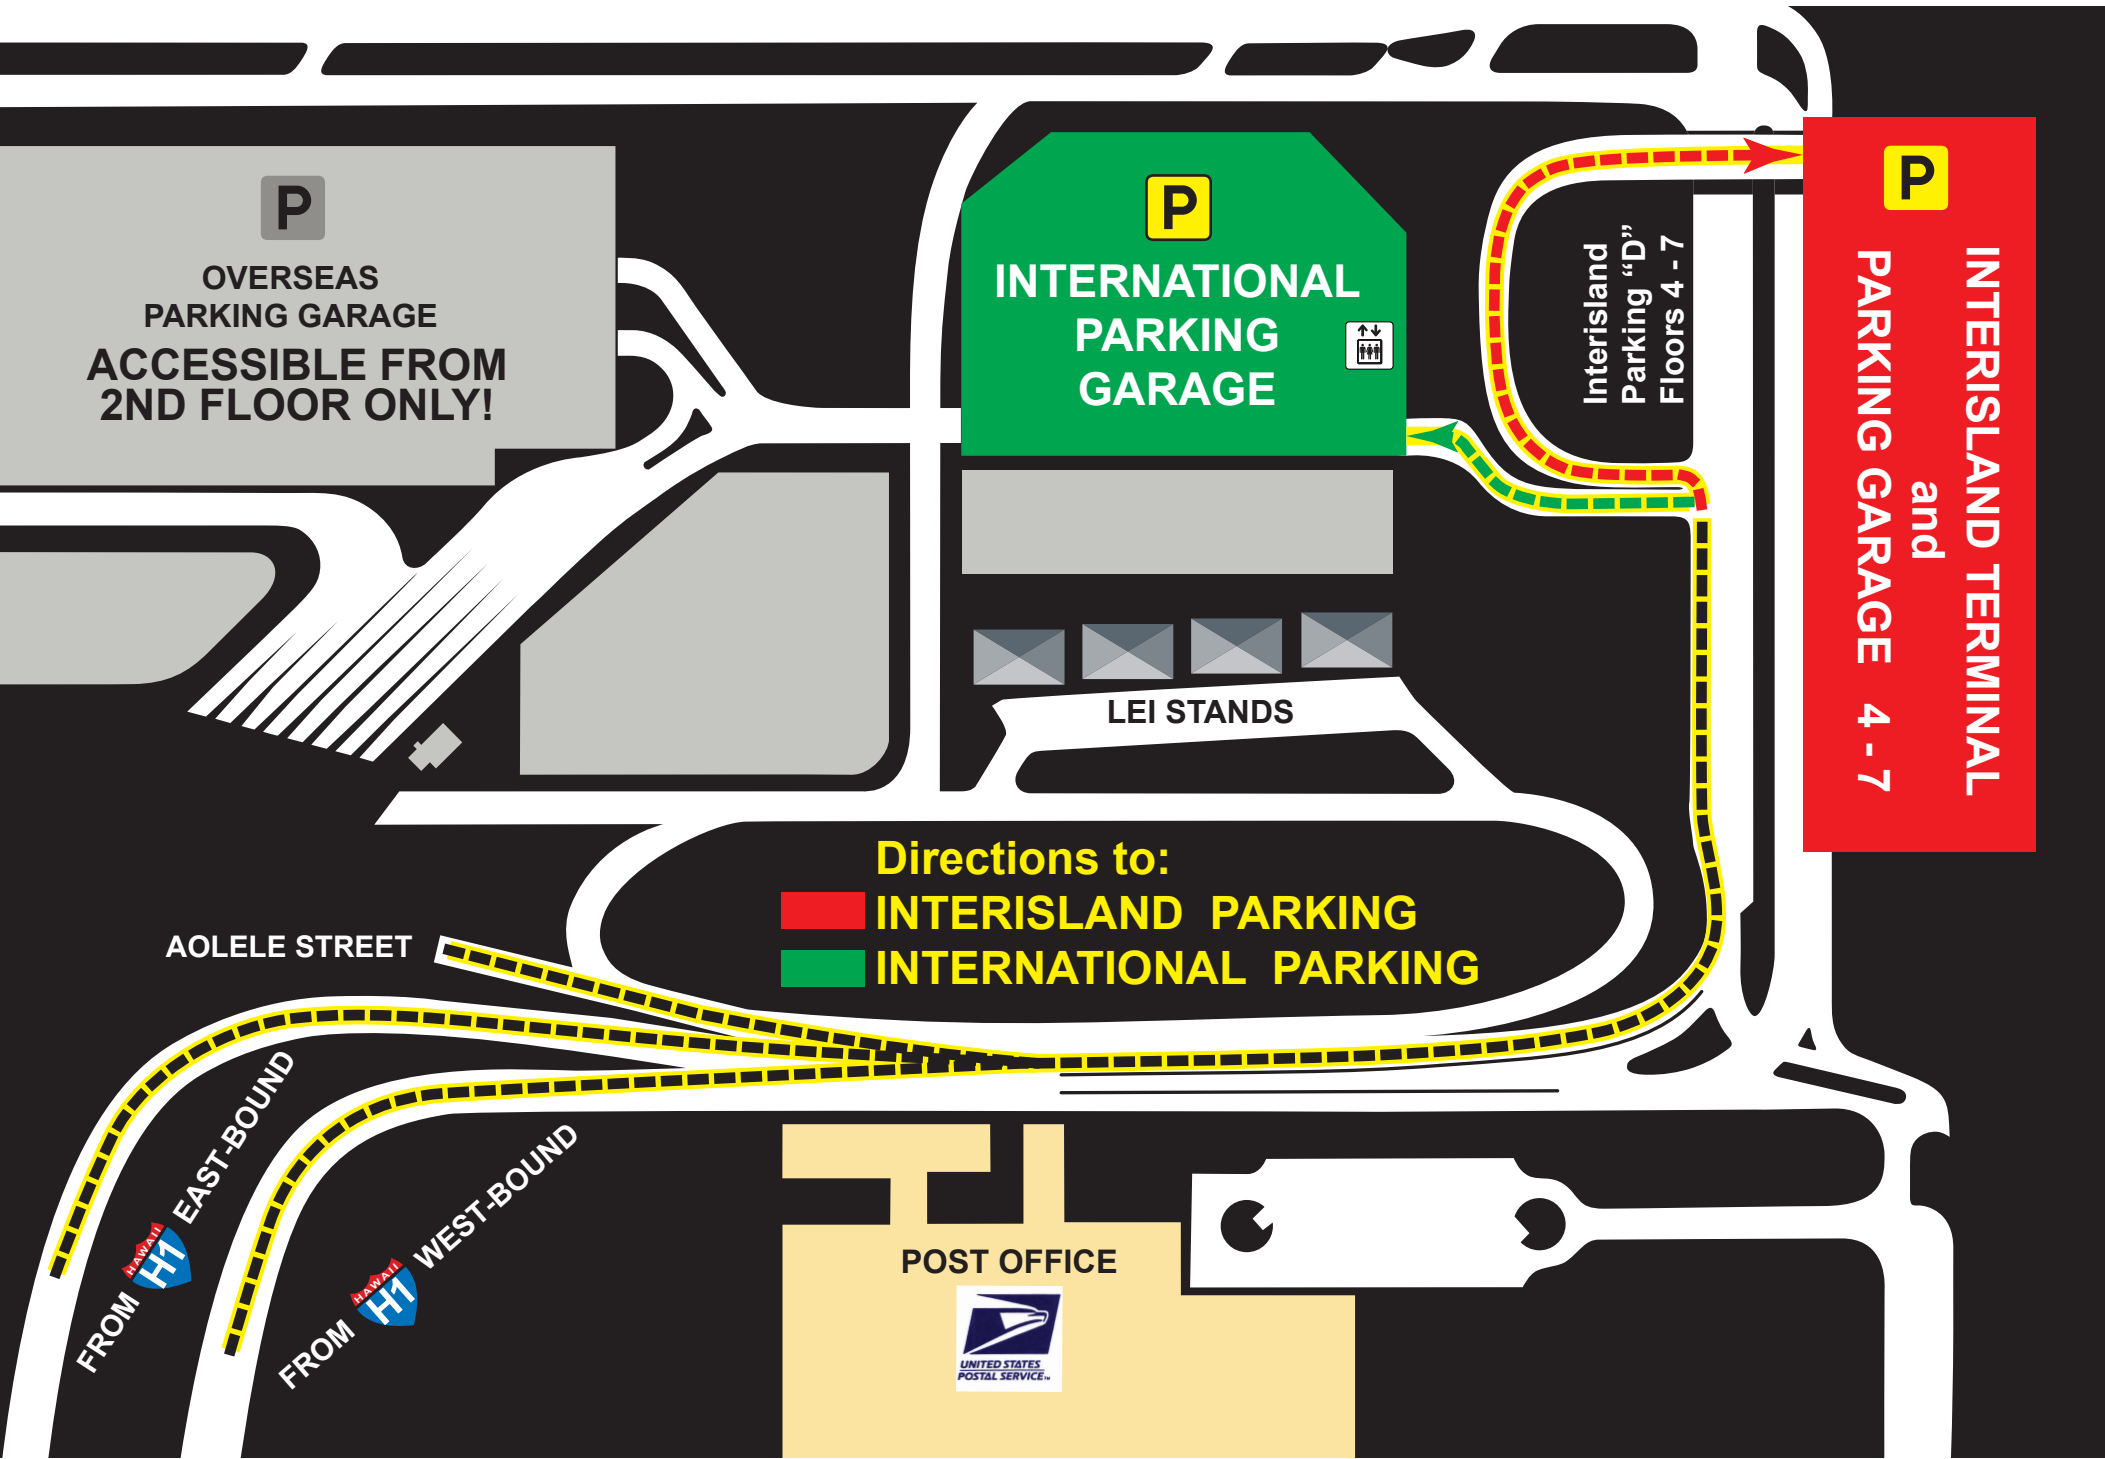 P
OVERSEAS
PARKING GARAGE
ACCESSIBLE FROM
2ND FLOOR ONLY!
P
INTERNATIONAL
PARKING
GARAGE
Interisland
Parking “D”
Floors 4 - 7
P
INTERISLAND TERMINAL
and
PARKING GARAGE 4 - 7
LEI STANDS
Directions to:
INTERISLAND PARKING
INTERNATIONAL PARKING
AOLELE STREET
FROM HAWAII H1 EAST-BOUND
FROM HAWAII H1 WEST-BOUND
POST OFFICE
UNITED STATES
POSTAL SERVICE™